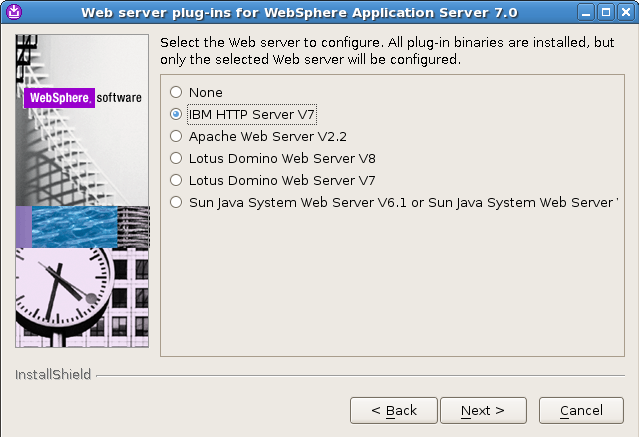 Web server plug-ins for WebSphere Application Server 7.0
Select the Web server to configure. All plug-in binaries are installed, but
only the selected Web server will be configured.
WebSphere. software
None
IBM HTTP Server V7
Apache Web Server V2.2
Lotus Domino Web Server V8
Lotus Domino Web Server V7
Sun Java System Web Server V6.1 or Sun Java System Web Server
InstallShield
< Back
Next >
Cancel